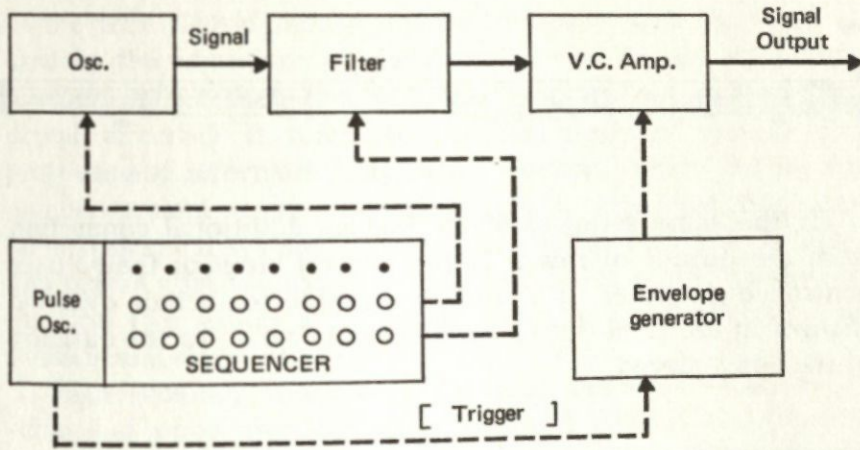 Signal
Signal
Output
Osc.
Filter
V.C. Amp.
Pulse
Osc.
SEQUENCER
Envelope
generator
[ Trigger ]